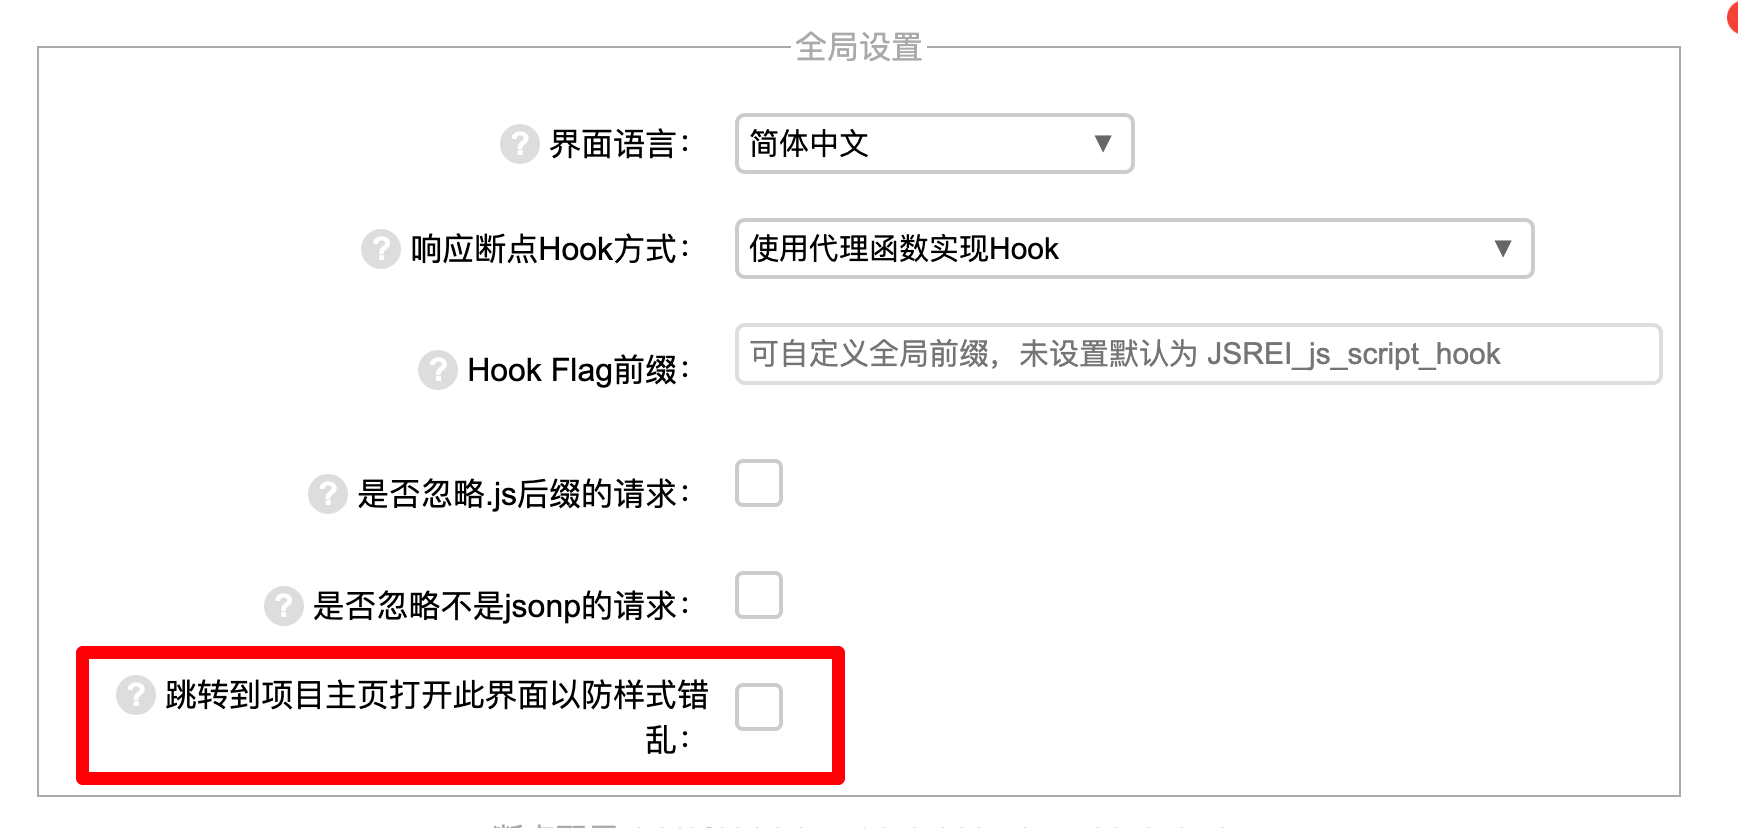 全局设置
? 界面语言： 简体中文 ▼
? 响应断点Hook方式： 使用代理函数实现Hook ▼
? Hook Flag前缀： 可自定义全局前缀，未设置默认为 JSREI_js_script_hook
? 是否忽略.js后缀的请求：
? 是否忽略不是jsonp的请求：
? 跳转到项目主页打开此界面以防样式错
乱：